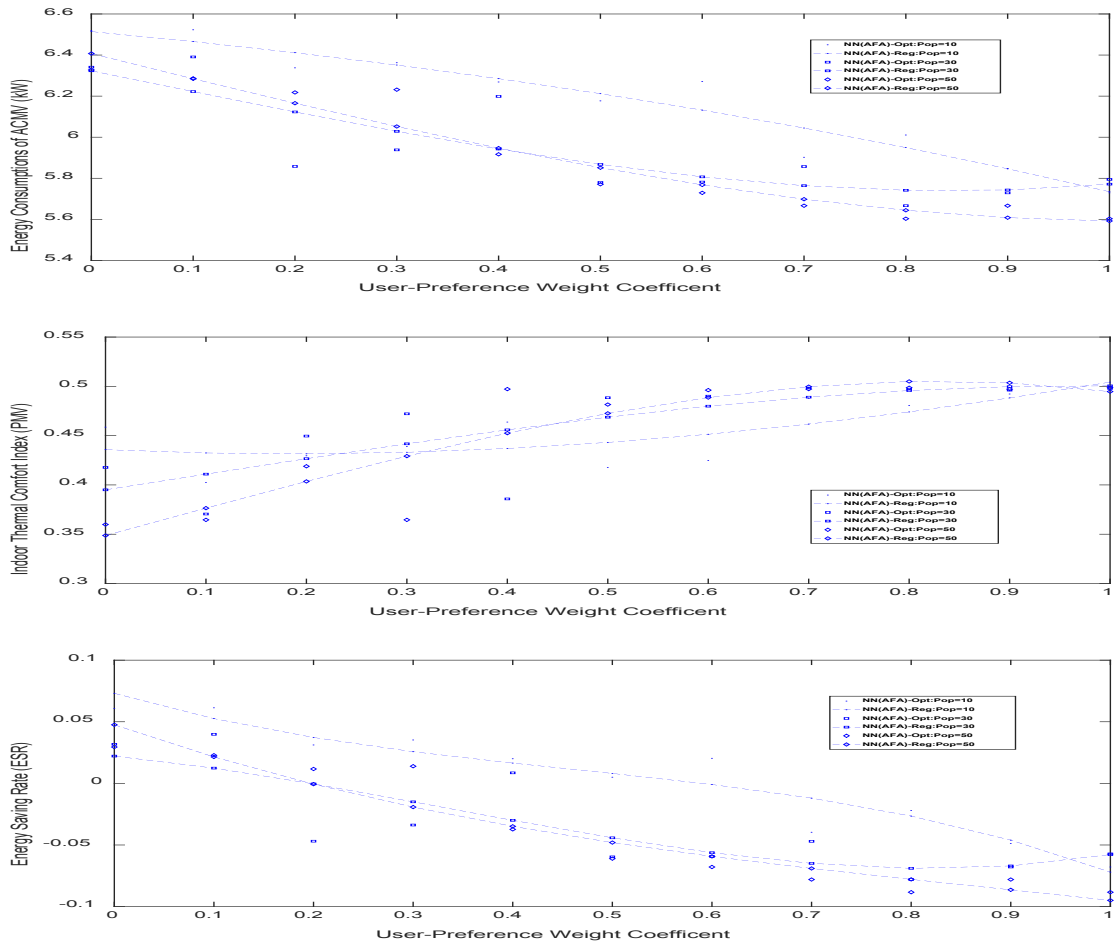 6.6
6.4
6.2
6
5.8
5.6
5.4
Energy Consumptions of ACMV (kW)
NN(AFA)-Opt:Pop=10
NN(AFA)-Reg:Pop=10
NN(AFA)-Opt:Pop=30
NN(AFA)-Reg:Pop=30
NN(AFA)-Opt:Pop=50
NN(AFA)-Reg:Pop=50
0 0.1 0.2 0.3 0.4 0.5 0.6 0.7 0.8 0.9 1
User-Preference Weight Coefficent
0.55
0.5
0.45
0.4
0.35
0.3
Indoor Thermal Comfort Index (PMV)
NN(AFA)-Opt:Pop=10
NN(AFA)-Reg:Pop=10
NN(AFA)-Opt:Pop=30
NN(AFA)-Reg:Pop=30
NN(AFA)-Opt:Pop=50
NN(AFA)-Reg:Pop=50
0 0.1 0.2 0.3 0.4 0.5 0.6 0.7 0.8 0.9 1
User-Preference Weight Coefficent
0.1
0.05
0
-0.05
-0.1
Energy Saving Rate (ESR)
NN(AFA)-Opt:Pop=10
NN(AFA)-Reg:Pop=10
NN(AFA)-Opt:Pop=30
NN(AFA)-Reg:Pop=30
NN(AFA)-Opt:Pop=50
NN(AFA)-Reg:Pop=50
0 0.1 0.2 0.3 0.4 0.5 0.6 0.7 0.8 0.9 1
User-Preference Weight Coefficent